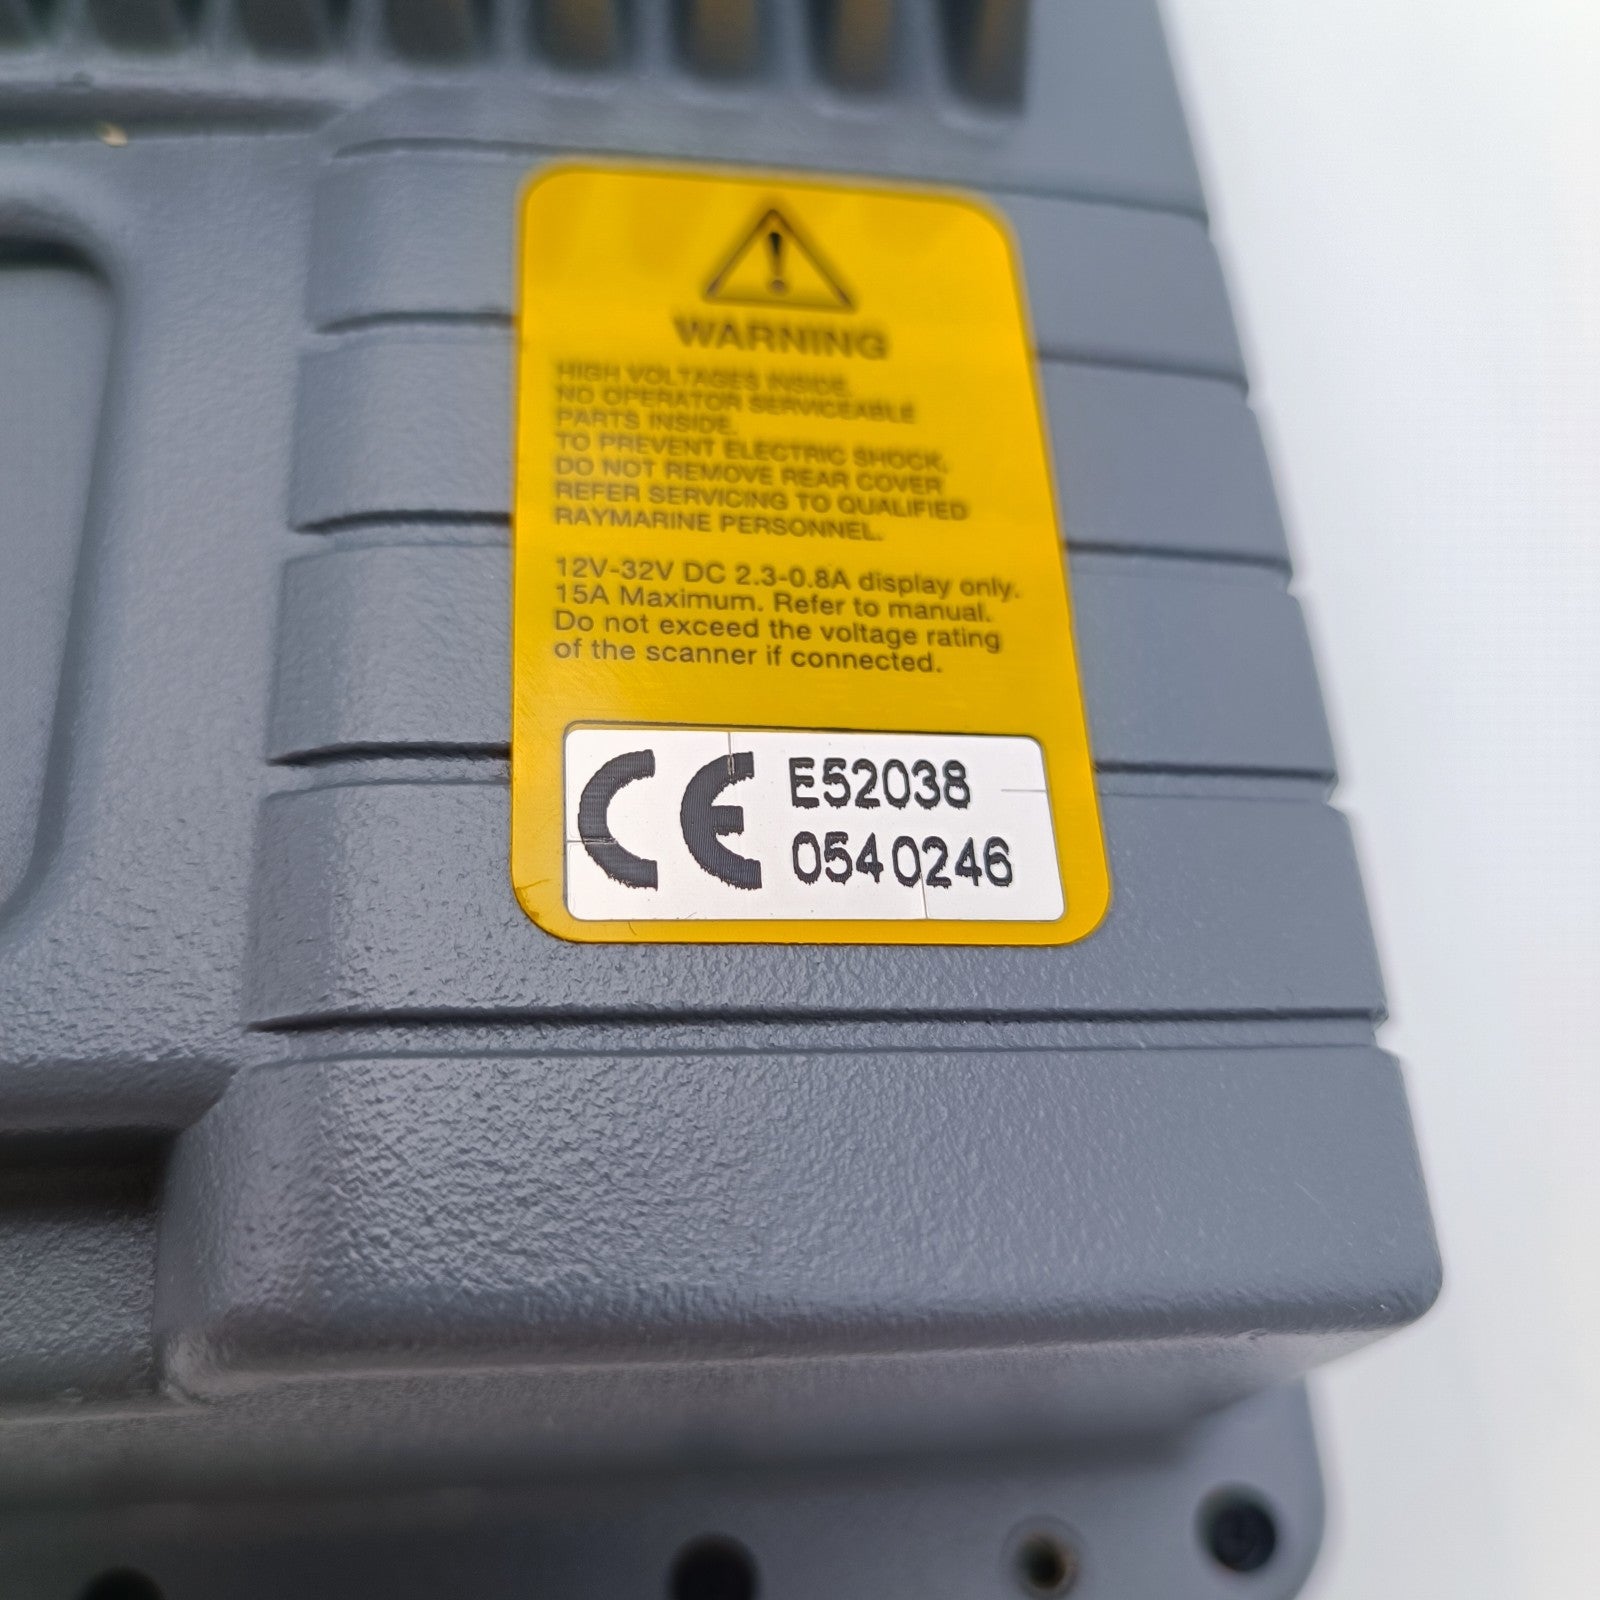 WARNING
HIGH VOLTAGES INSIDE.
NO OPERATOR SERVICEABLE
PARTS INSIDE.
TO PREVENT ELECTRIC SHOCK,
DO NOT REMOVE REAR COVER
REFER SERVICING TO QUALIFIED
RAYMARINE PERSONNEL.
12V-32V DC 2.3-0.8A display only.
15A Maximum. Refer to manual.
Do not exceed the voltage rating
of the scanner if connected.
CE E52038
0540246